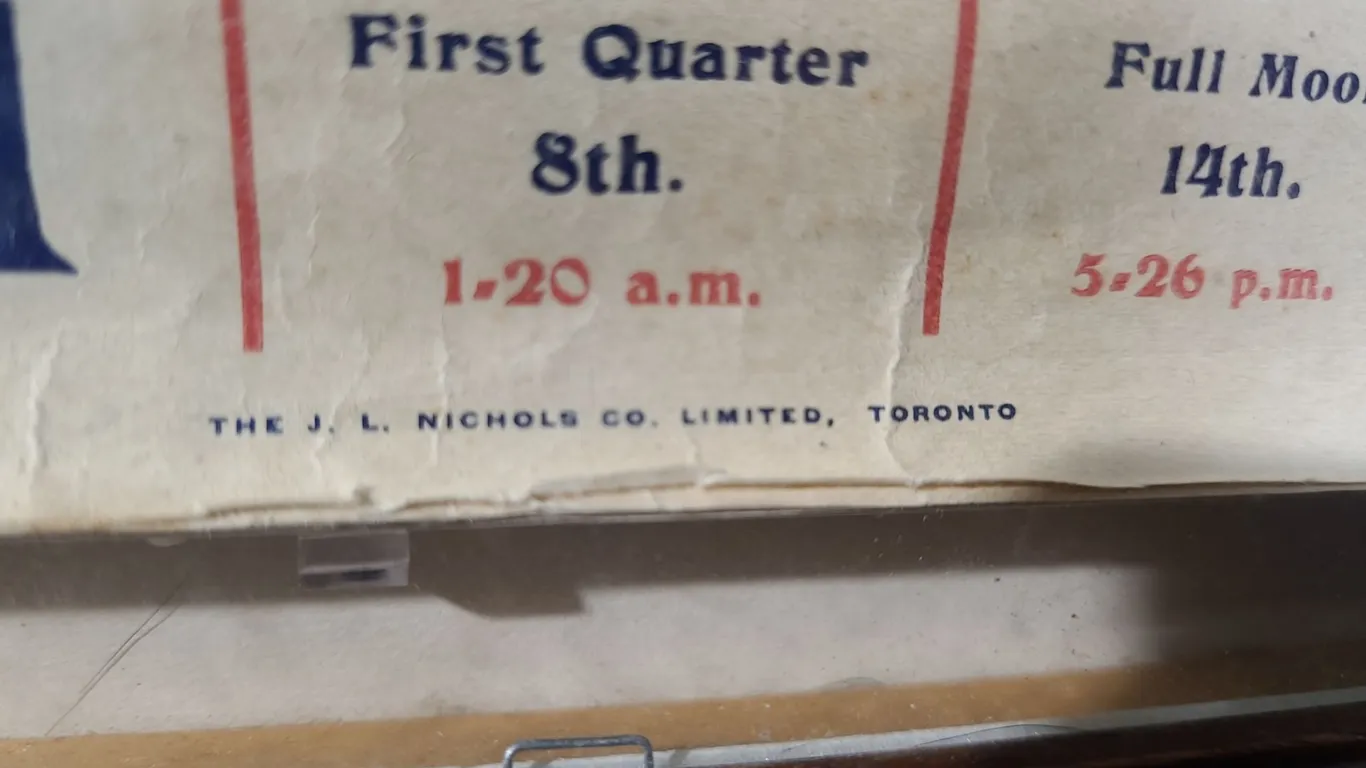 First Quarter
8th.
1-20 a.m.
Full Moo
14th.
5-26 p.m.
THE J. L. NICHOLS CO. LIMITED, TORONTO